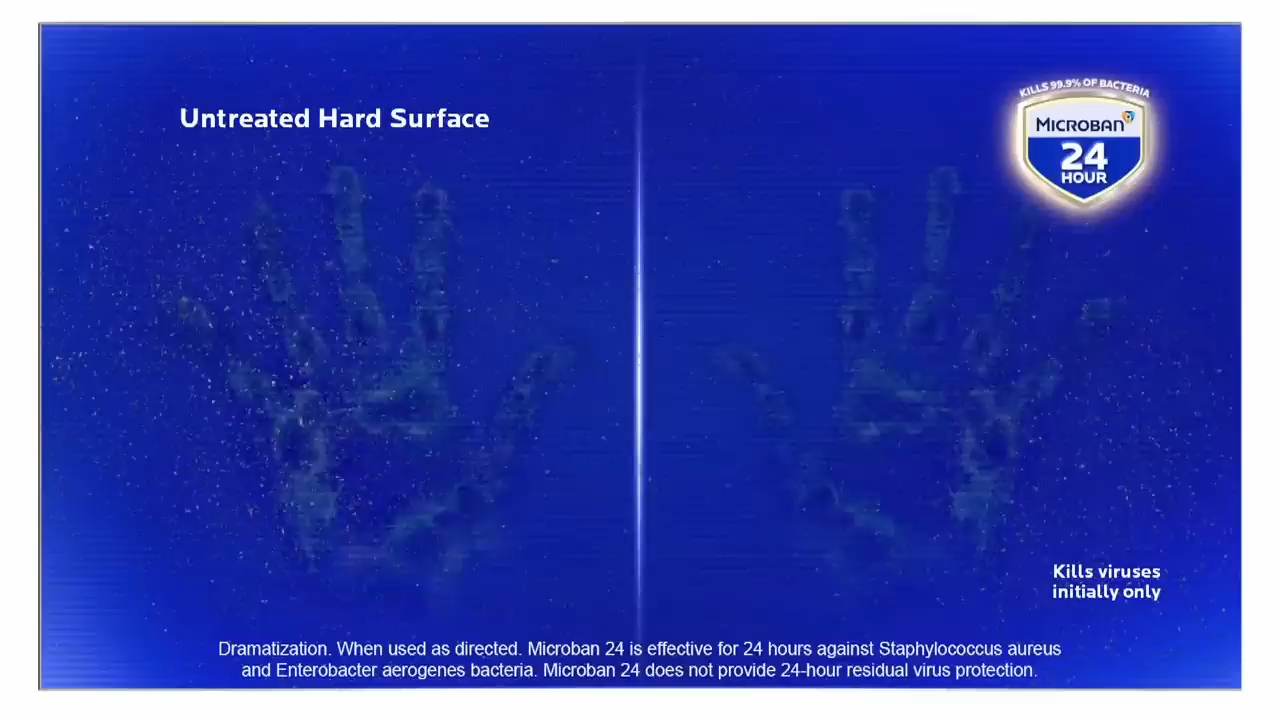 Untreated Hard Surface
KILLS 99.9% OF BACTERIA
MICROBAN
24
HOUR
Kills viruses
initially only
Dramatization. When used as directed. Microban 24 is effective for 24 hours against Staphylococcus aureus
and Enterobacter aerogenes bacteria. Microban 24 does not provide 24-hour residual virus protection.